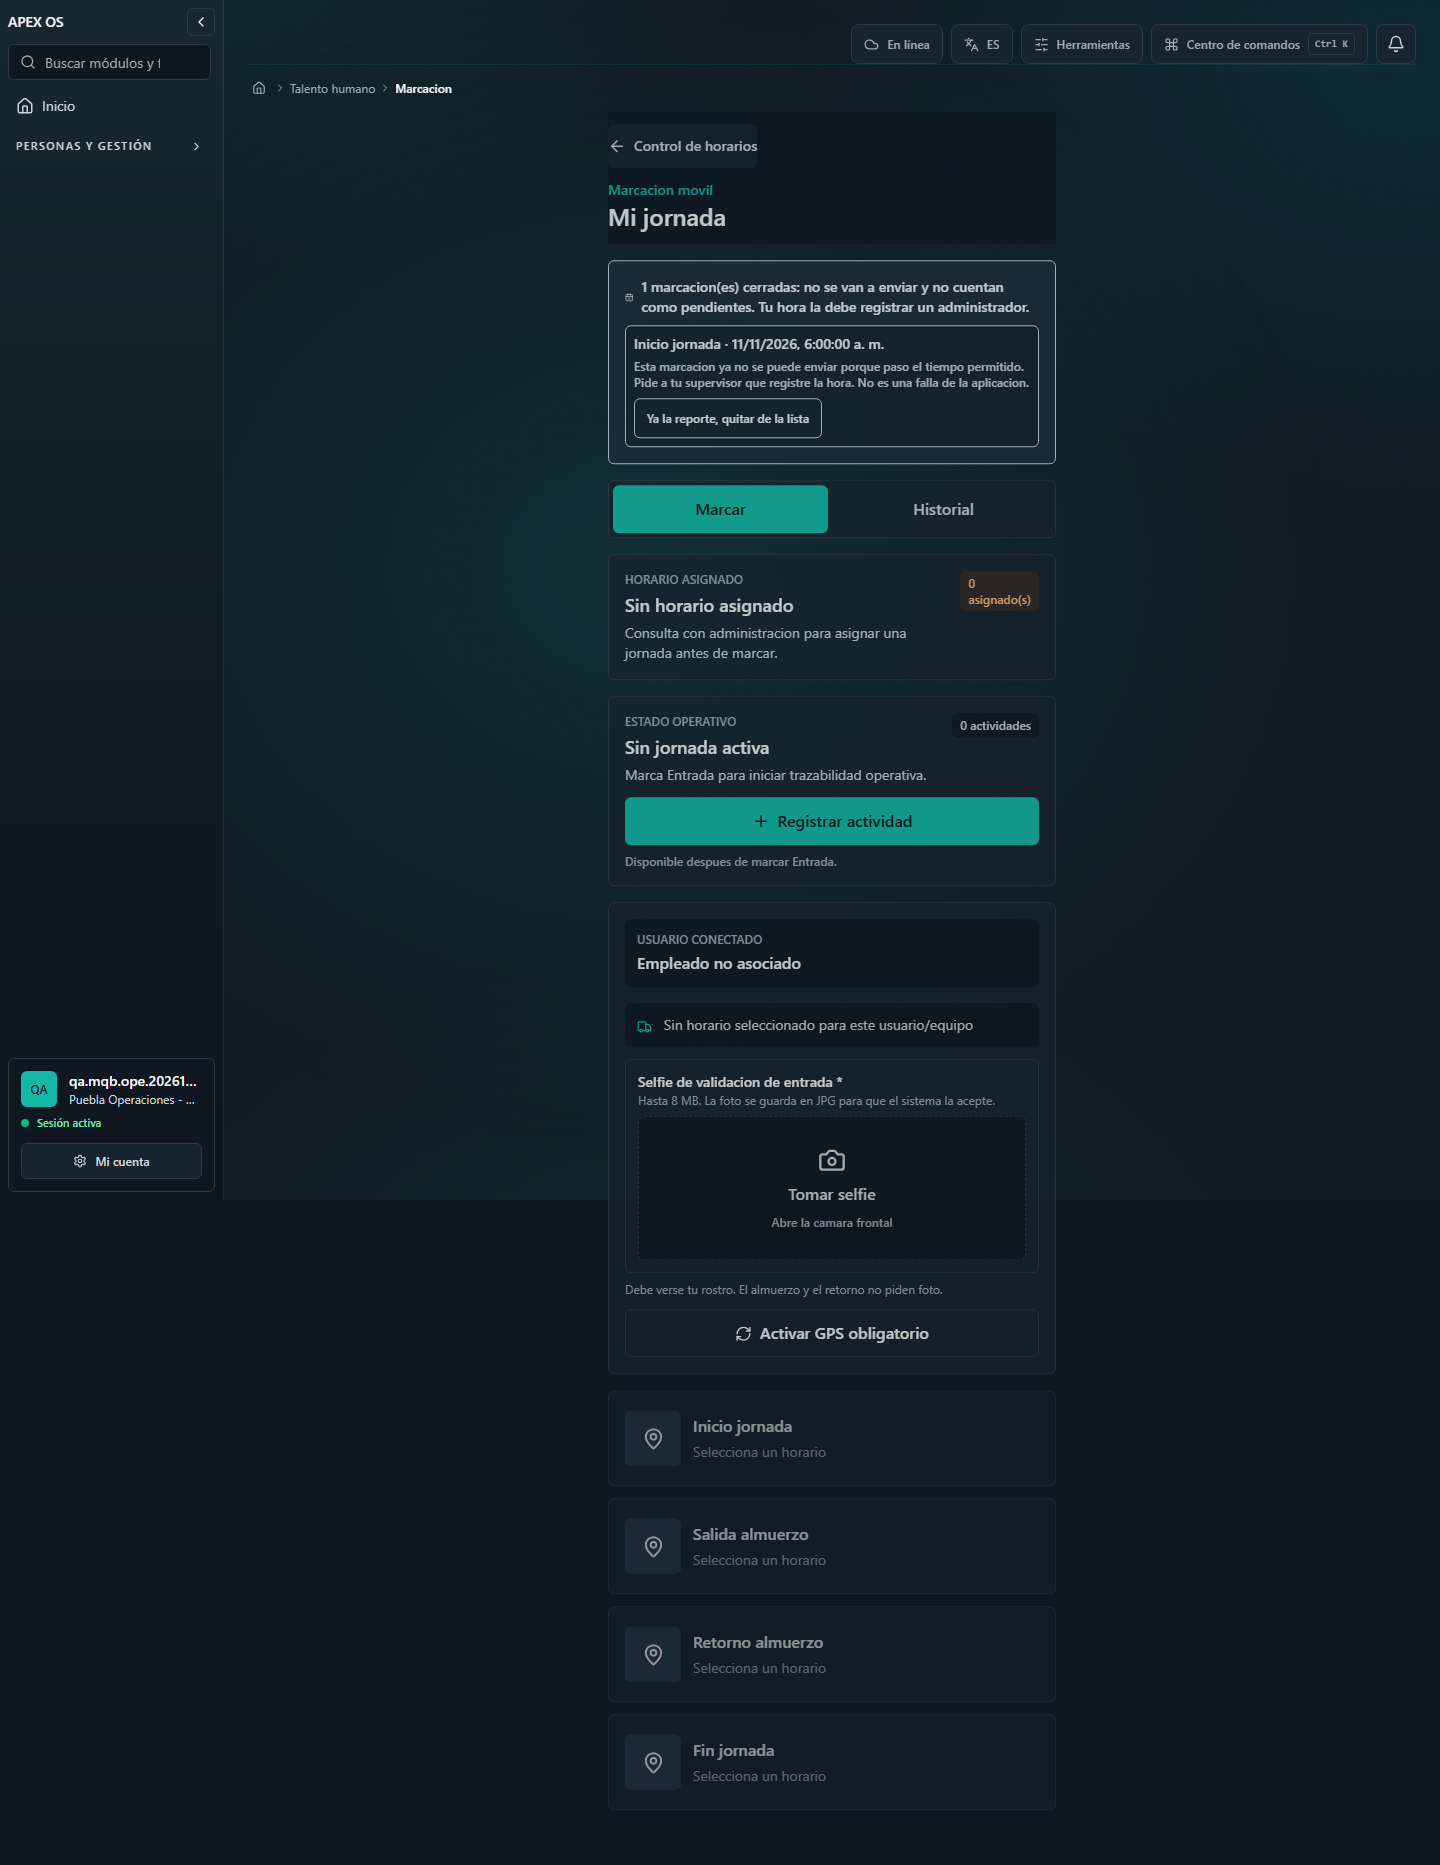 APEX OS
Buscar módulos y f
Inicio
PERSONAS Y GESTIÓN
En línea
ES
Herramientas
Centro de comandos
Ctrl K
Talento humano
Marcacion
Control de horarios
Marcacion movil
Mi jornada
1 marcacion(es) cerradas: no se van a enviar y no cuentan
como pendientes. Tu hora la debe registrar un administrador.
Inicio jornada · 11/11/2026, 6:00:00 a. m.
Esta marcacion ya no se puede enviar porque paso el tiempo permitido.
Pide a tu supervisor que registre la hora. No es una falla de la aplicacion.
Ya la reporte, quitar de la lista
Marcar
Historial
HORARIO ASIGNADO
Sin horario asignado
Consulta con administracion para asignar una
jornada antes de marcar.
0
asignado(s)
ESTADO OPERATIVO
Sin jornada activa
Marca Entrada para iniciar trazabilidad operativa.
0 actividades
Registrar actividad
Disponible despues de marcar Entrada.
USUARIO CONECTADO
Empleado no asociado
Sin horario seleccionado para este usuario/equipo
Selfie de validacion de entrada *
Hasta 8 MB. La foto se guarda en JPG para que el sistema la acepte.
Tomar selfie
Abre la camara frontal
Debe verse tu rostro. El almuerzo y el retorno no piden foto.
Activar GPS obligatorio
Inicio jornada
Selecciona un horario
Salida almuerzo
Selecciona un horario
Retorno almuerzo
Selecciona un horario
Fin jornada
Selecciona un horario
QA
qa.mqb.ope.20261...
Puebla Operaciones - ...
Sesión activa
Mi cuenta